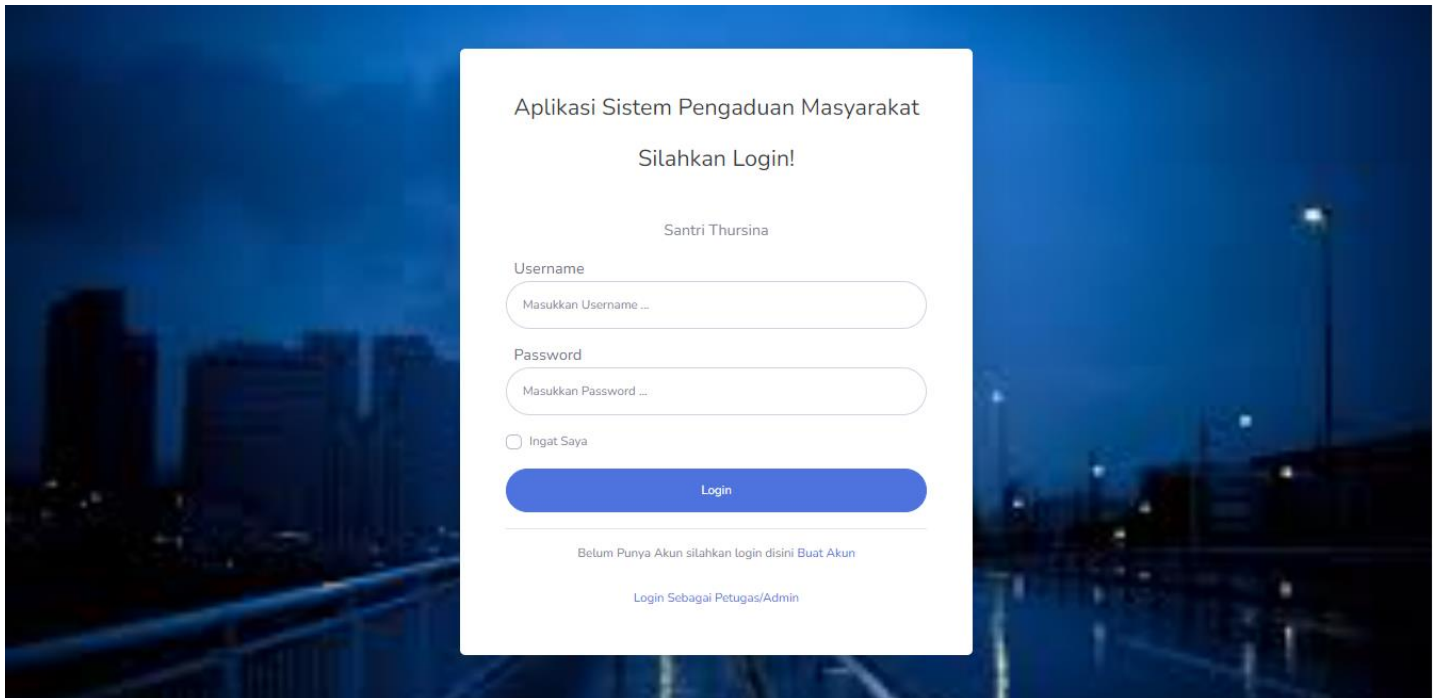 Aplikasi Sistem Pengaduan Masyarakat
Silahkan Login!
Santri Thursina
Username
Masukkan Username ...
Password
Masukkan Password ...
Ingat Saya
Login
Belum Punya Akun silahkan login disini Buat Akun
Login Sebagai Petugas/Admin